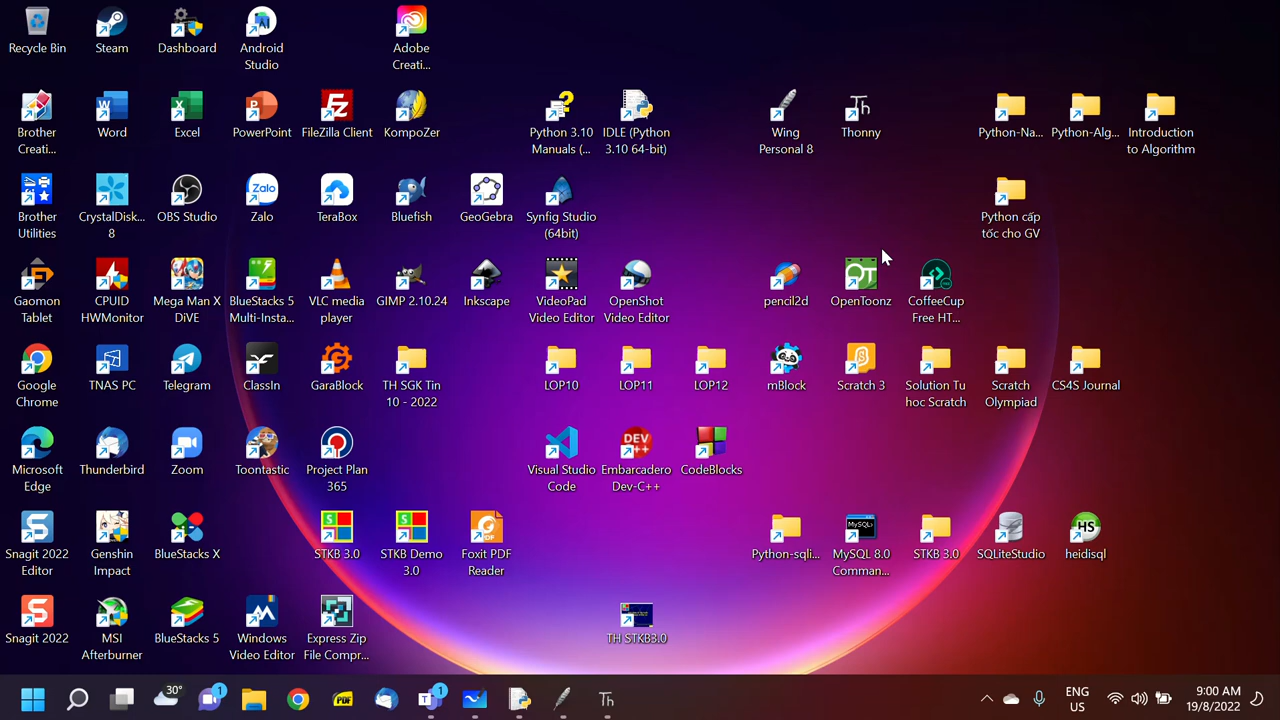 Recycle Bin
Steam
Dashboard
Android
Studio
Adobe
Creati...
Brother
Creati...
Word
Excel
PowerPoint
FileZilla Client
KompoZer
Python 3.10
Manuals (...
IDLE (Python
3.10 64-bit)
Wing
Personal 8
Th
Thonny
Python-Na...
Python-Alg...
Introduction
to Algorithm
Brother
Utilities
CrystalDisk...
8
OBS Studio
Zalo
Zalo
TeraBox
Bluefish
GeoGebra
Synfig Studio
(64bit)
Python cấp
tốc cho GV
Gaomon
Tablet
CPUID
HWMonitor
Mega Man X
DiVE
BlueStacks 5
Multi-Insta...
VLC media
player
GIMP 2.10.24
Inkscape
VideoPad
Video Editor
OpenShot
Video Editor
pencil2d
OpenToonz
CoffeeCup
Free HT...
Google
Chrome
TNAS PC
Telegram
ClassIn
GaraBlock
TH SGK Tin
10 - 2022
LOP10
LOP11
LOP12
mBlock
Scratch 3
Solution Tu
hoc Scratch
Scratch
Olympiad
CS4S Journal
Microsoft
Edge
Thunderbird
Zoom
Toontastic
Project Plan
365
Visual Studio
Code
DEV
C++
Embarcadero
Dev-C++
CodeBlocks
Snagit 2022
Editor
Genshin
Impact
BlueStacks X
STKB 3.0
STKB Demo
3.0
Foxit PDF
Reader
Python-sqli...
MySQL>
MySQL 8.0
Comman...
STKB 3.0
SQLiteStudio
HS
heidisql
Snagit 2022
MSI
Afterburner
BlueStacks 5
Windows
Video Editor
Express Zip
File Compr...
TH STKB3.0
30°
1
PDF
1
Th
ENG
US
9:00 AM
19/8/2022